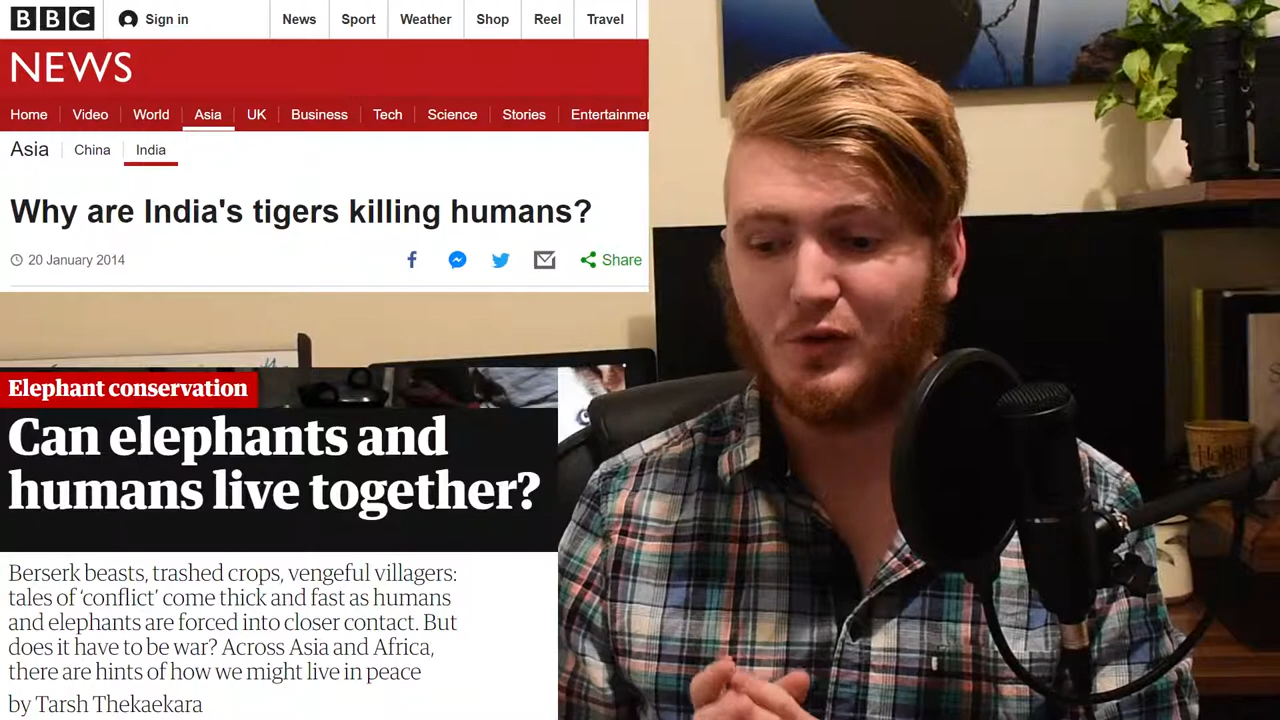 BBC Sign in News Sport Weather Shop Reel Travel
NEWS
Home Video World Asia UK Business Tech Science Stories
Asia China India
Why are India's tigers killing humans?
20 January 2014 Share
Elephant conservation
Can elephants and
humans live together?
Berserk beasts, trashed crops, vengeful villagers:
tales of ‘conflict’ come thick and fast as humans
and elephants are forced into closer contact. But
does it have to be war? Across Asia and Africa,
there are hints of how we might live in peace
by Tarsh Thekaekara